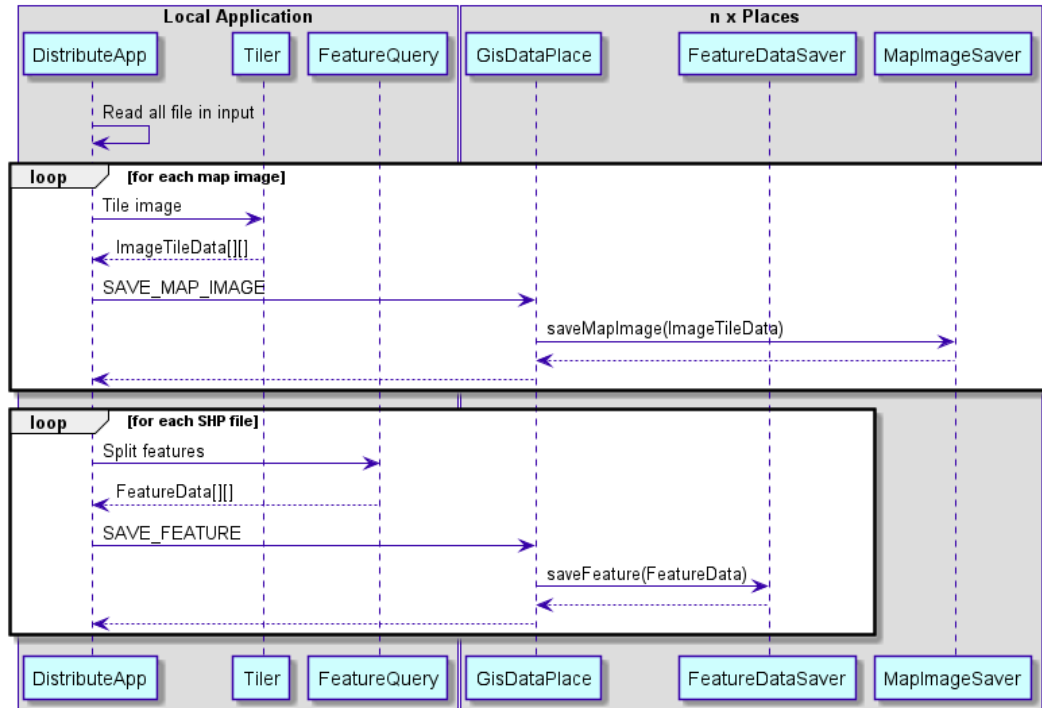 Local Application
n x Places
DistributeApp
Tiler
FeatureQuery
GisDataPlace
FeatureDataSaver
MapImageSaver
Read all file in input
loop
[for each map image]
Tile image
ImageTileData[][]
SAVE_MAP_IMAGE
saveMapImage(ImageTileData)
loop
[for each SHP file]
Split features
FeatureData[][]
SAVE_FEATURE
saveFeature(FeatureData)
DistributeApp
Tiler
FeatureQuery
GisDataPlace
FeatureDataSaver
MapImageSaver